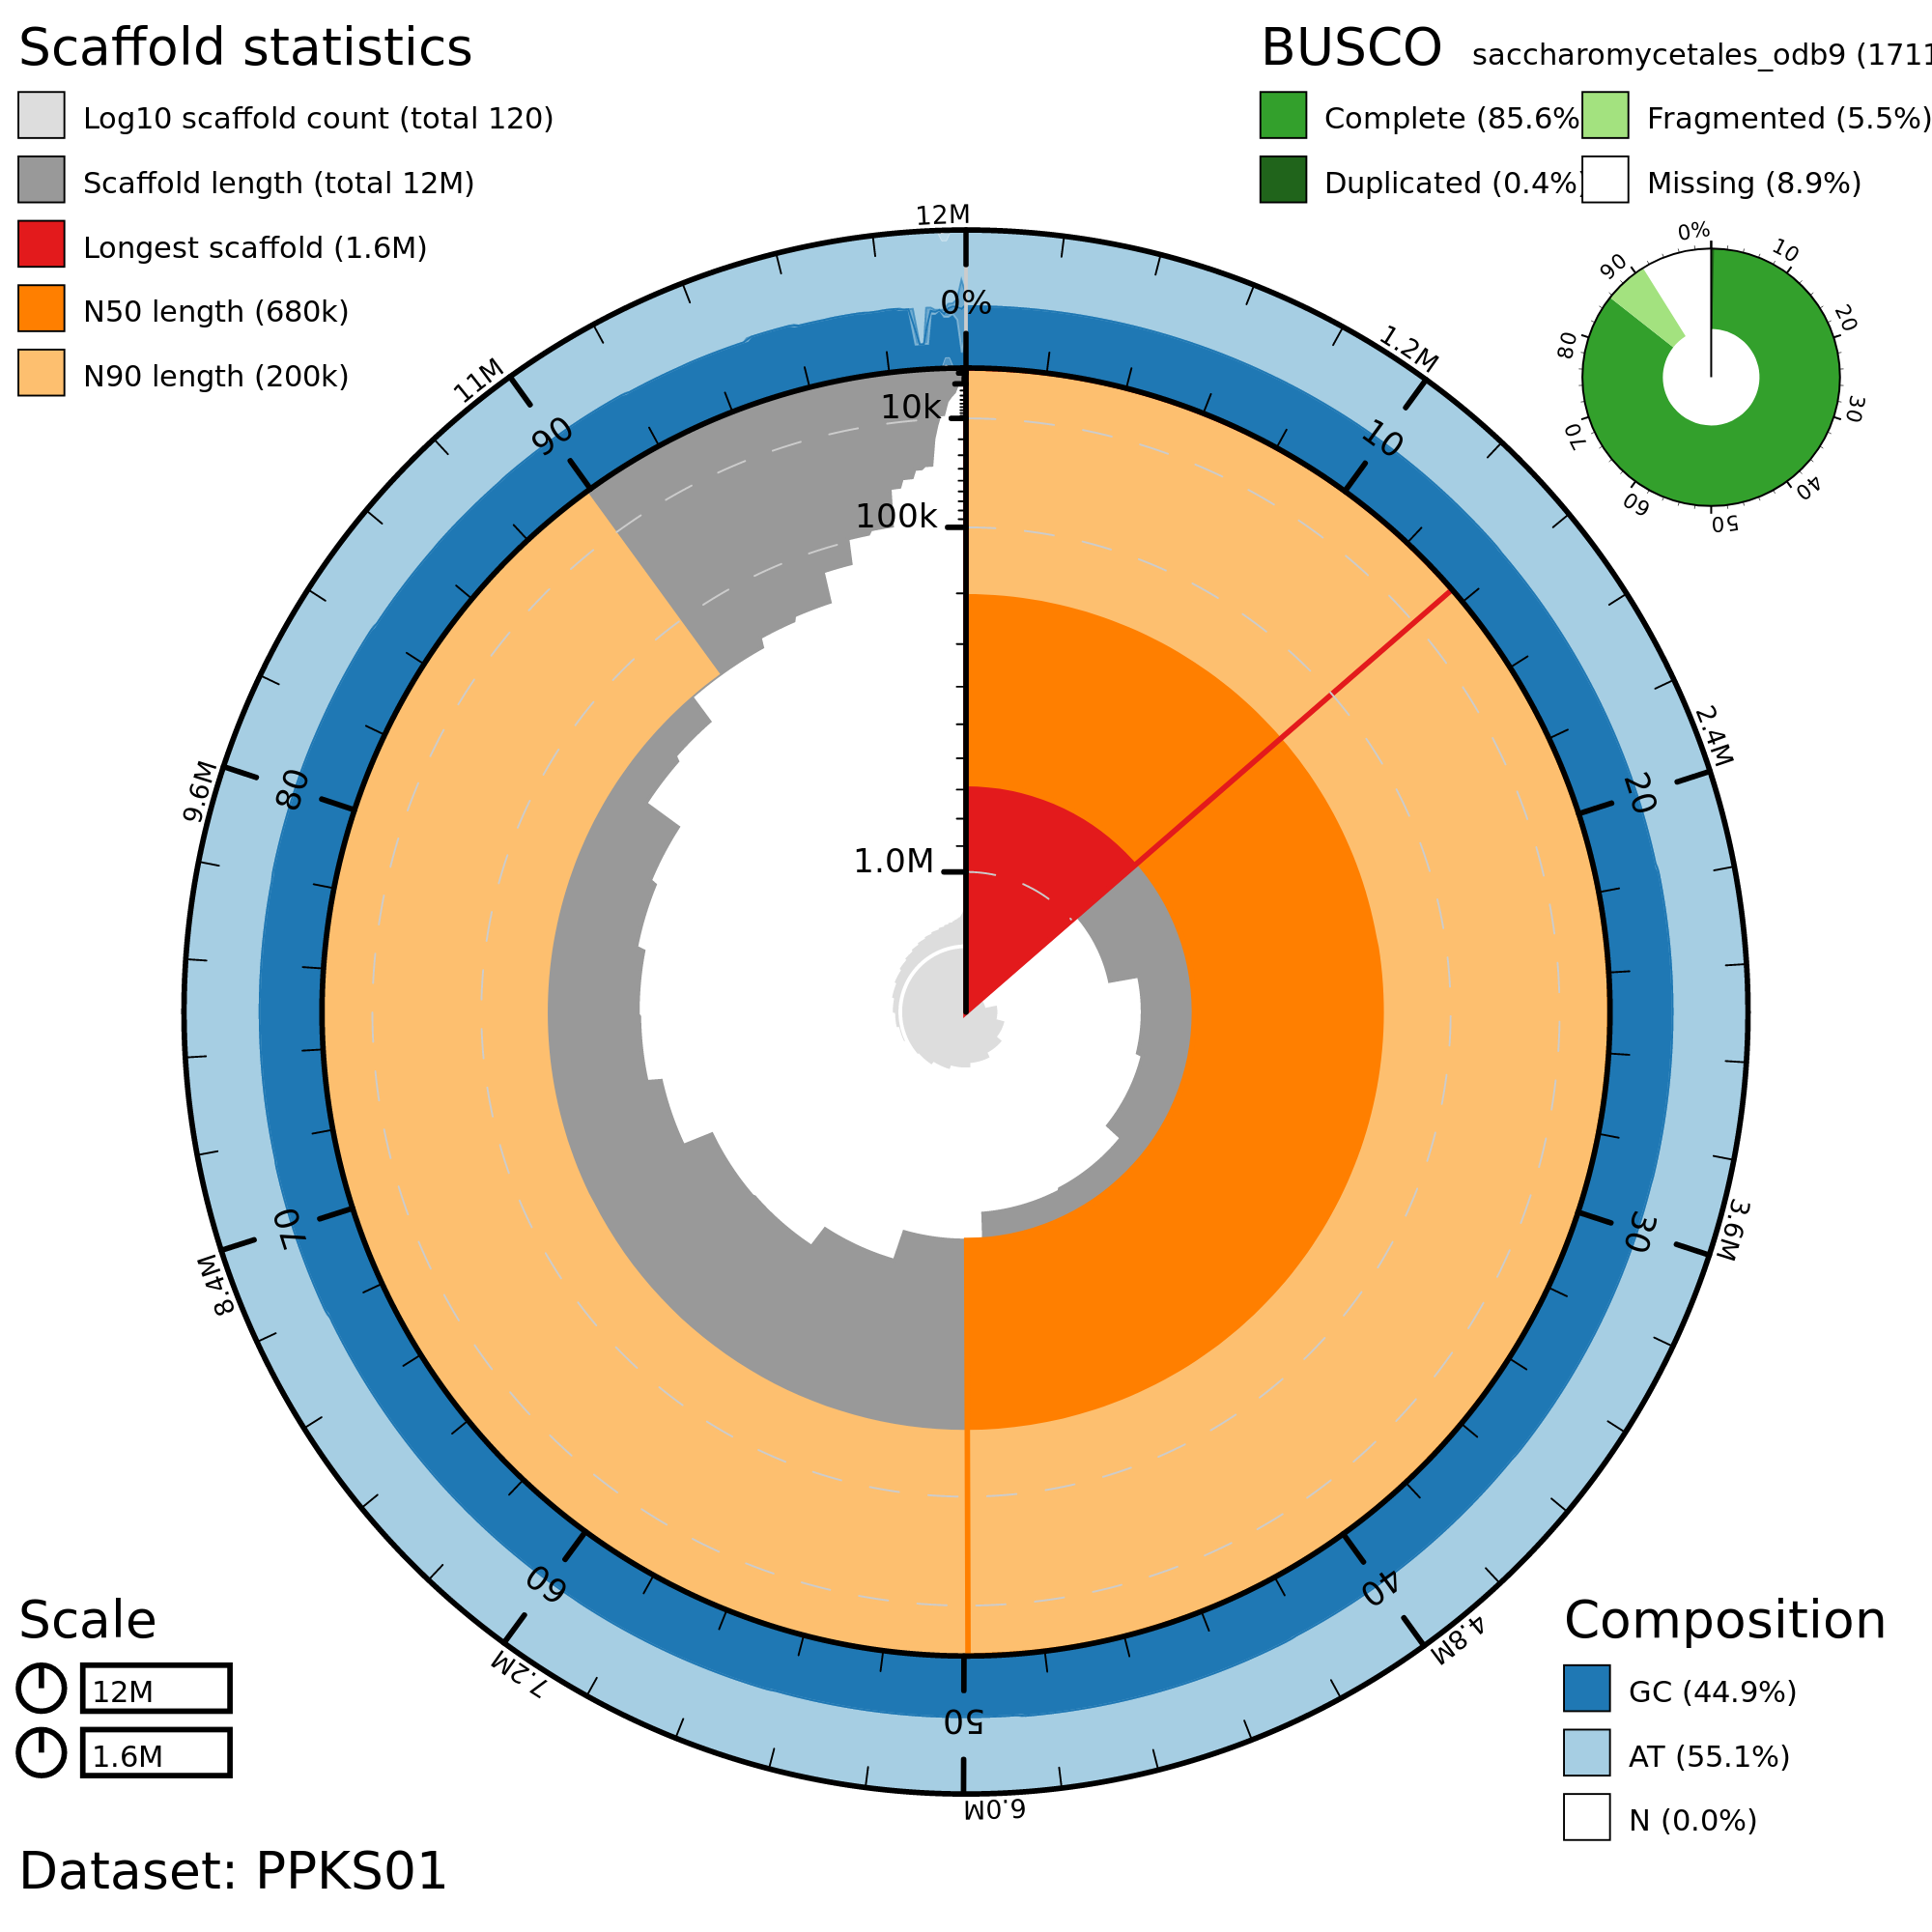 Scaffold statistics
Log10 scaffold count (total 120)
Scaffold length (total 12M)
Longest scaffold (1.6M)
N50 length (680k)
N90 length (200k)
BUSCO saccharomycetales_odb9 (1711
Complete (85.6%
Fragmented (5.5%)
Duplicated (0.4%)
Missing (8.9%)
0%
10
20
30
40
50
60
70
80
90
12M
1.2M
2.4M
3.6M
4.8M
6.0M
7.2M
8.4M
9.6M
11M
0%
10
20
30
40
50
60
70
80
90
10k
100k
1.0M
Scale
12M
1.6M
Composition
GC (44.9%)
AT (55.1%)
N (0.0%)
Dataset: PPKS01